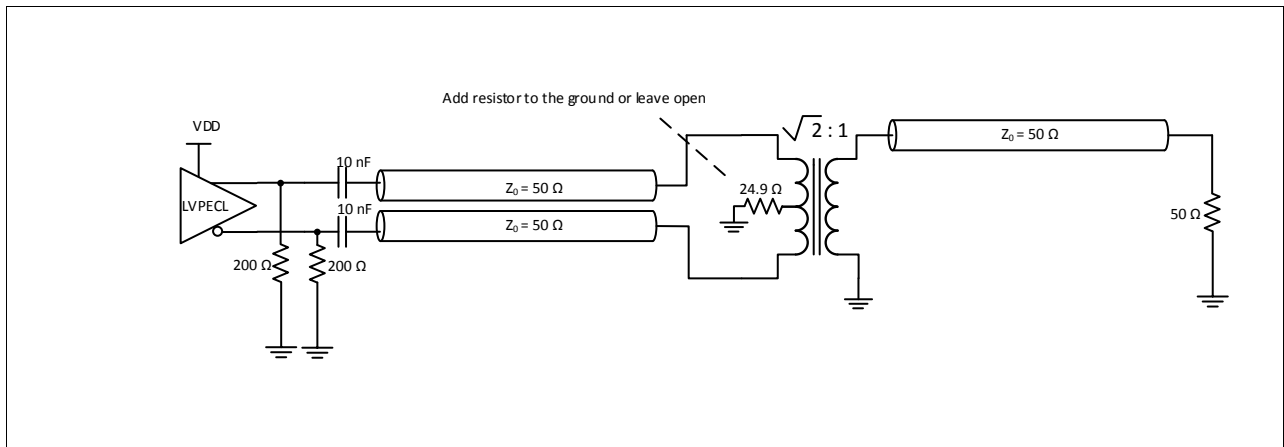 Add resistor to the ground or leave open
VDD
√2 : 1
Z₀ = 50 Ω
10 nF
Z₀ = 50 Ω
LVPECL
24.9 Ω
10 nF
Z₀ = 50 Ω
50 Ω
200 Ω
200 Ω